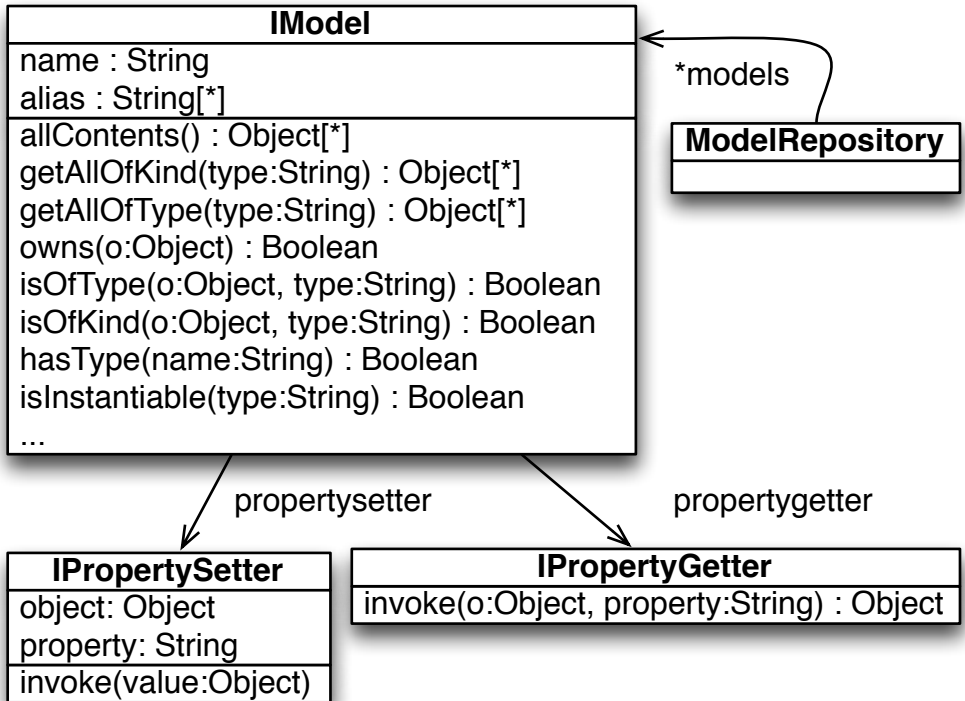 IModel
name : String
alias : String[*]
allContents() : Object[*]
getAllOfKind(type:String) : Object[*]
getAllOfType(type:String) : Object[*]
owns(o:Object) : Boolean
isOfType(o:Object, type:String) : Boolean
isOfKind(o:Object, type:String) : Boolean
hasType(name:String) : Boolean
isInstantiable(type:String) : Boolean
...
*models
ModelRepository
propertysetter
propertygetter
IPropertySetter
object: Object
property: String
invoke(value:Object)
IPropertyGetter
invoke(o:Object, property:String) : Object